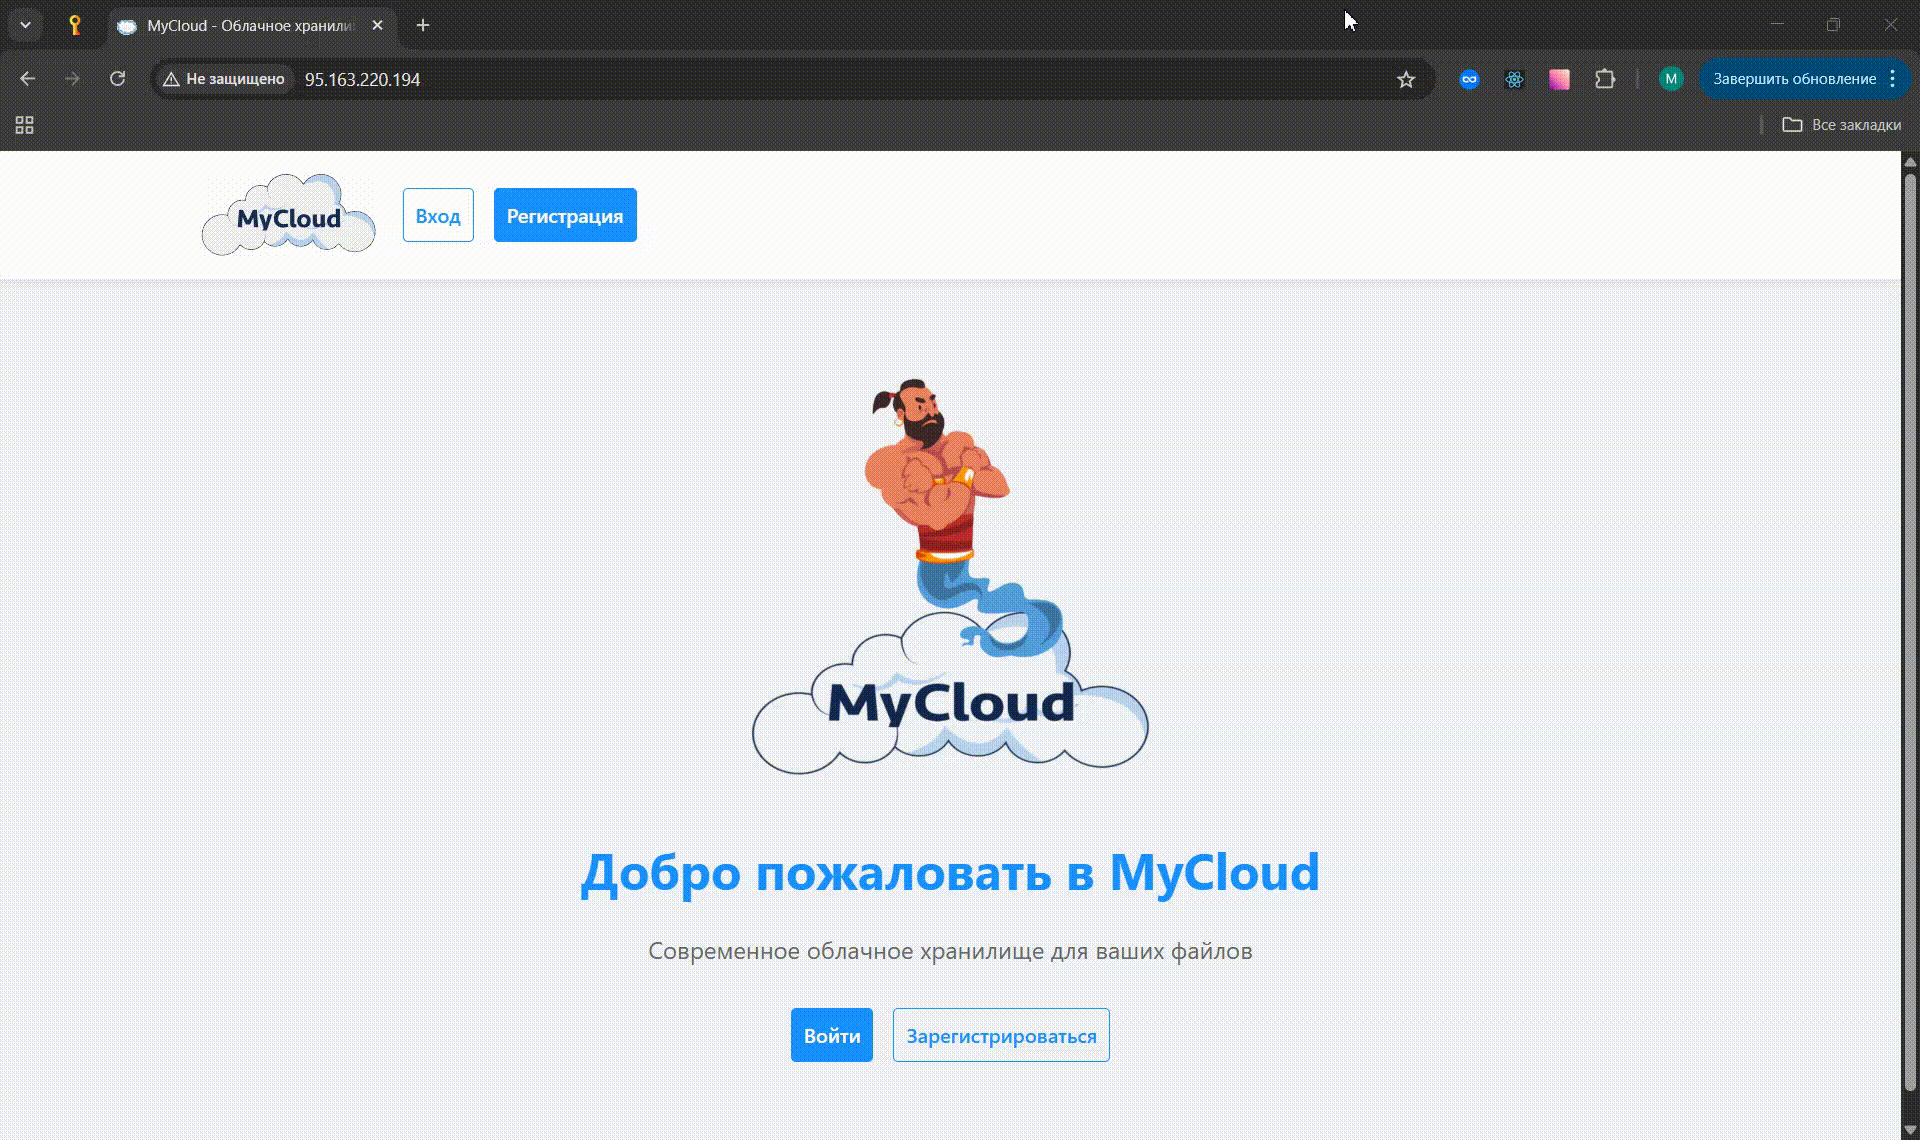 MyCloud - Облачное хранили
Не защищено
95.163.220.194
M
Завершить обновление
Все закладки
MyCloud
Вход
Регистрация
MyCloud
Добро пожаловать в MyCloud
Современное облачное хранилище для ваших файлов
Войти
Зарегистрироваться